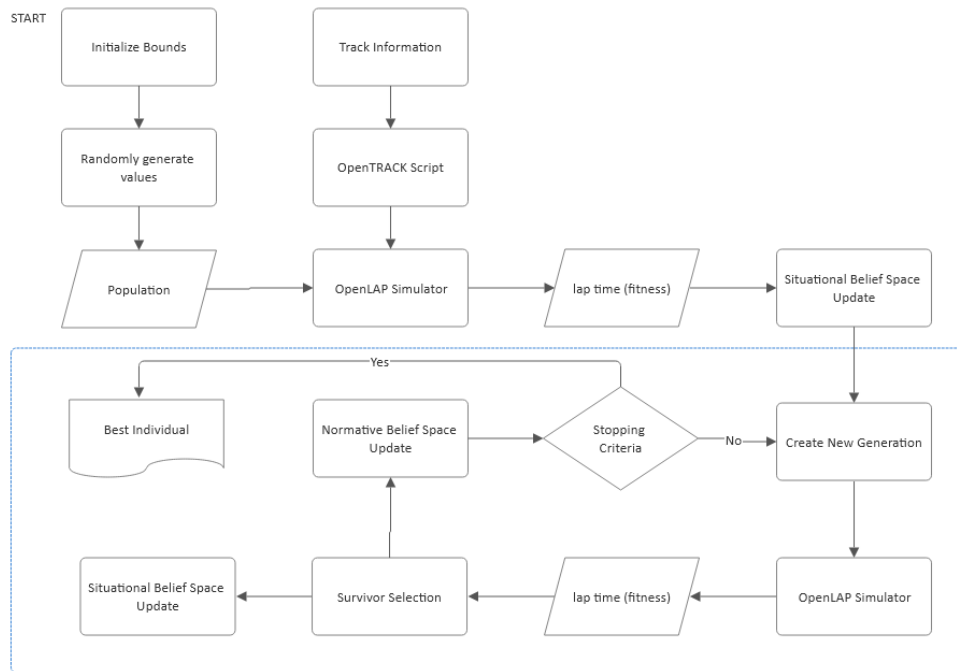 START
Initialize Bounds
Track Information
Randomly generate
values
OpenTRACK Script
Population
OpenLAP Simulator
lap time (fitness)
Situational Belief Space
Update
Yes
Best Individual
Normative Belief Space
Update
Stopping
Criteria
No
Create New Generation
Situational Belief Space
Update
Survivor Selection
lap time (fitness)
OpenLAP Simulator